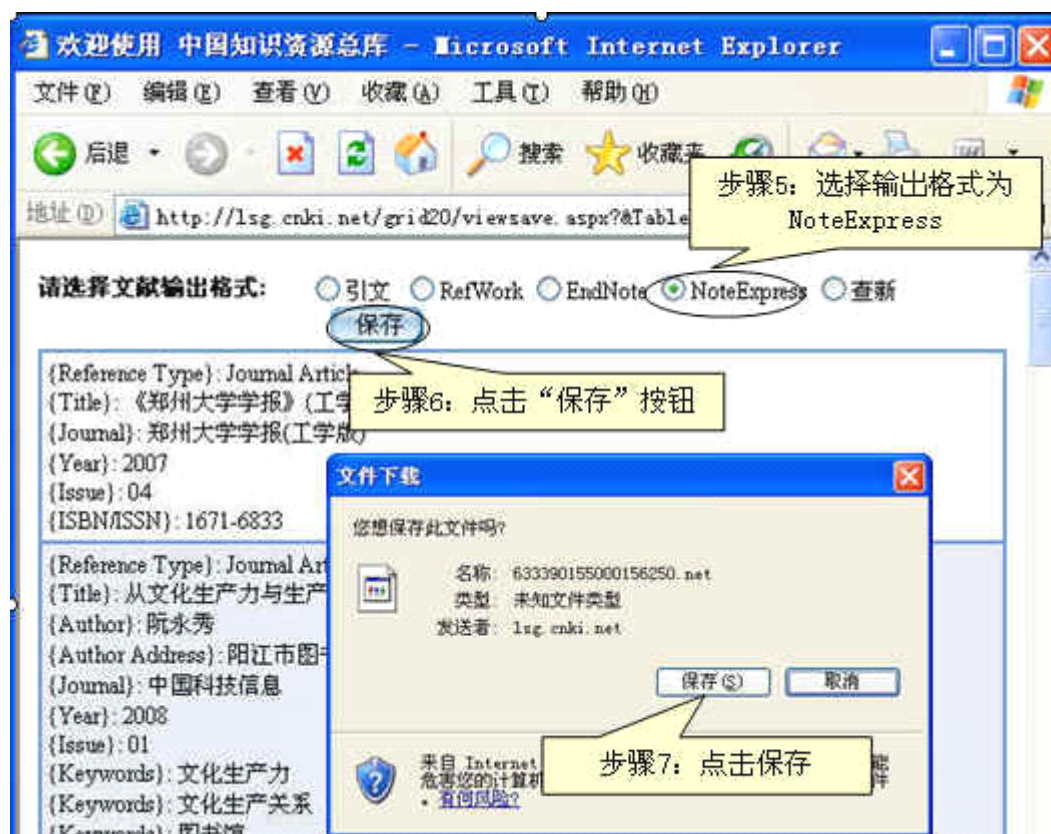 欢迎使用 中国知识资源总库 - Microsoft Internet Explorer
文件(F) 编辑(E) 查看(V) 收藏(A) 工具(T) 帮助(H)
后退 搜索 收藏夹
步骤5：选择输出格式为
NoteExpress
地址(D) http://lsg.cnki.net/grid20/viewsave.aspx?&Table
请选择文献输出格式： 引文 RefWork EndNote NoteExpress 查新
保存
{Reference Type}: Journal Article
步骤6：点击“保存”按钮
{Title}: 《郑州大学学报》(工学
{Journal}: 郑州大学学报(工学版)
{Year}: 2007
{Issue}: 04
{ISBN/ISSN}: 1671-6833
文件下载
您想保存此文件吗?
名称: 633390155000156250.net
类型: 未知文件类型
发送者: lsg.cnki.net
保存(S) 取消
步骤7：点击保存
来自 Internet
危害您的计算机
。有何风险?
{Reference Type}: Journal Art
{Title}: 从文化生产力与生产
{Author}: 阮永秀
{Author Address}: 阳江市图
{Journal}: 中国科技信息
{Year}: 2008
{Issue}: 01
{Keywords}: 文化生产力
{Keywords}: 文化生产关系
{Keywords}: 图书馆